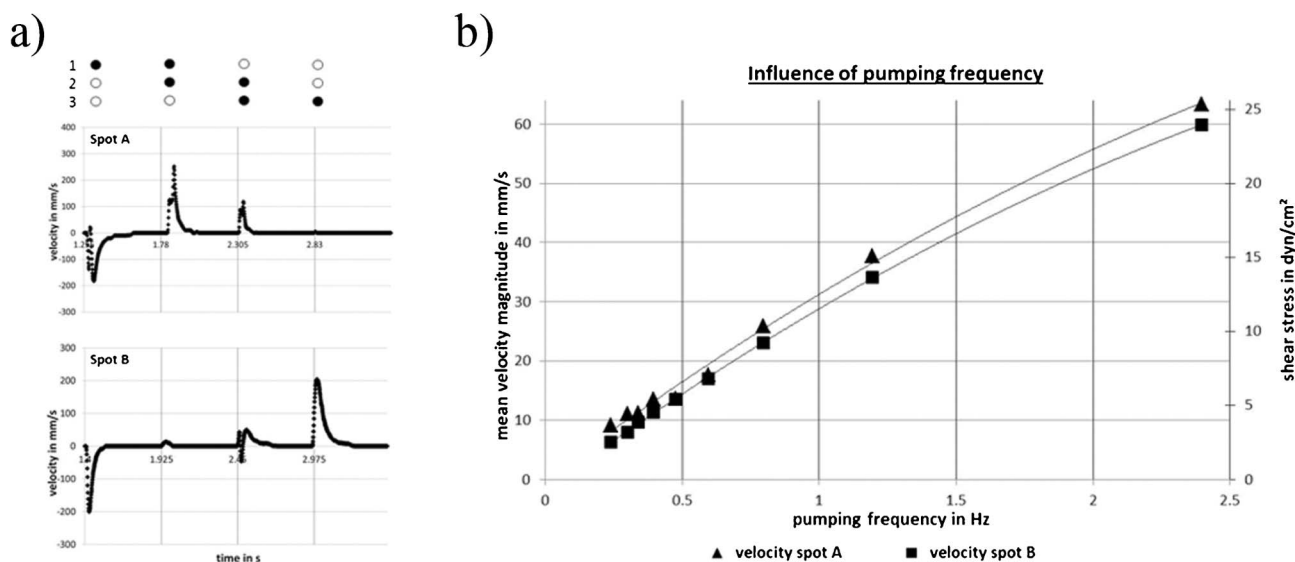 a)
1
2
3
Spot A
velocity in mm/s
400
300
200
100
0
-100
-200
-300
1.78
2.305
2.83
Spot B
velocity in mm/s
300
200
100
0
-100
-200
-300
1.925
2.975
time in s
b)
Influence of pumping frequency
mean velocity magnitude in mm/s
60
50
40
30
20
10
0
shear stress in dyn/cm²
25
20
15
10
5
0
0 0.5 1 1.5 2 2.5
pumping frequency in Hz
velocity spot A velocity spot B